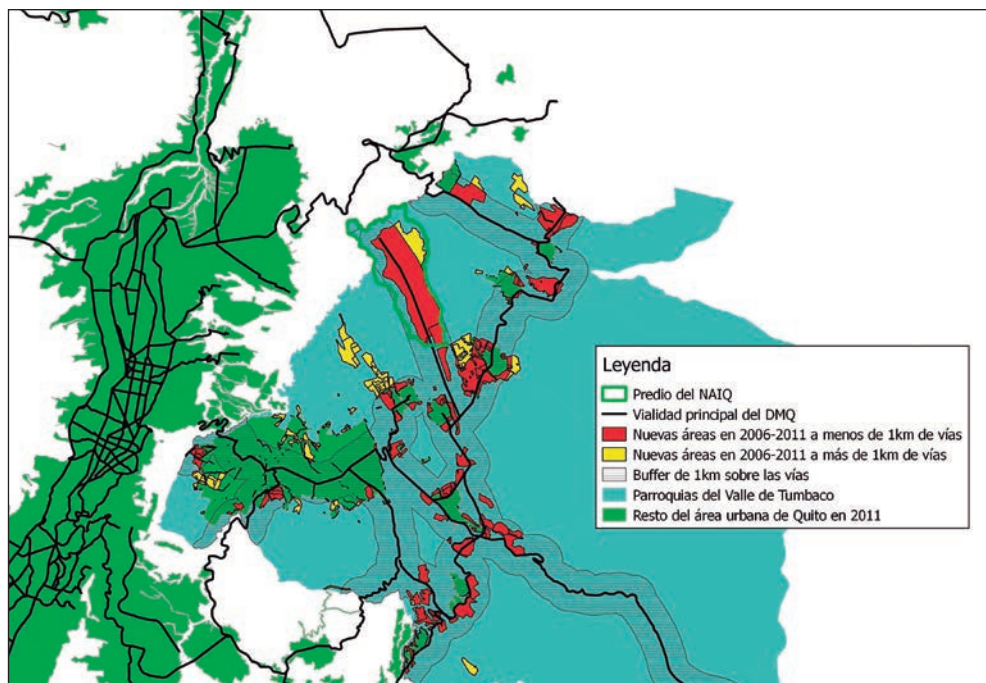 Leyenda
Predio del NAIQ
Vialidad principal del DMQ
Nuevas áreas en 2006-2011 a menos de 1km de vías
Nuevas áreas en 2006-2011 a más de 1km de vías
Buffer de 1km sobre las vías
Parroquias del Valle de Tumbaco
Resto del área urbana de Quito en 2011